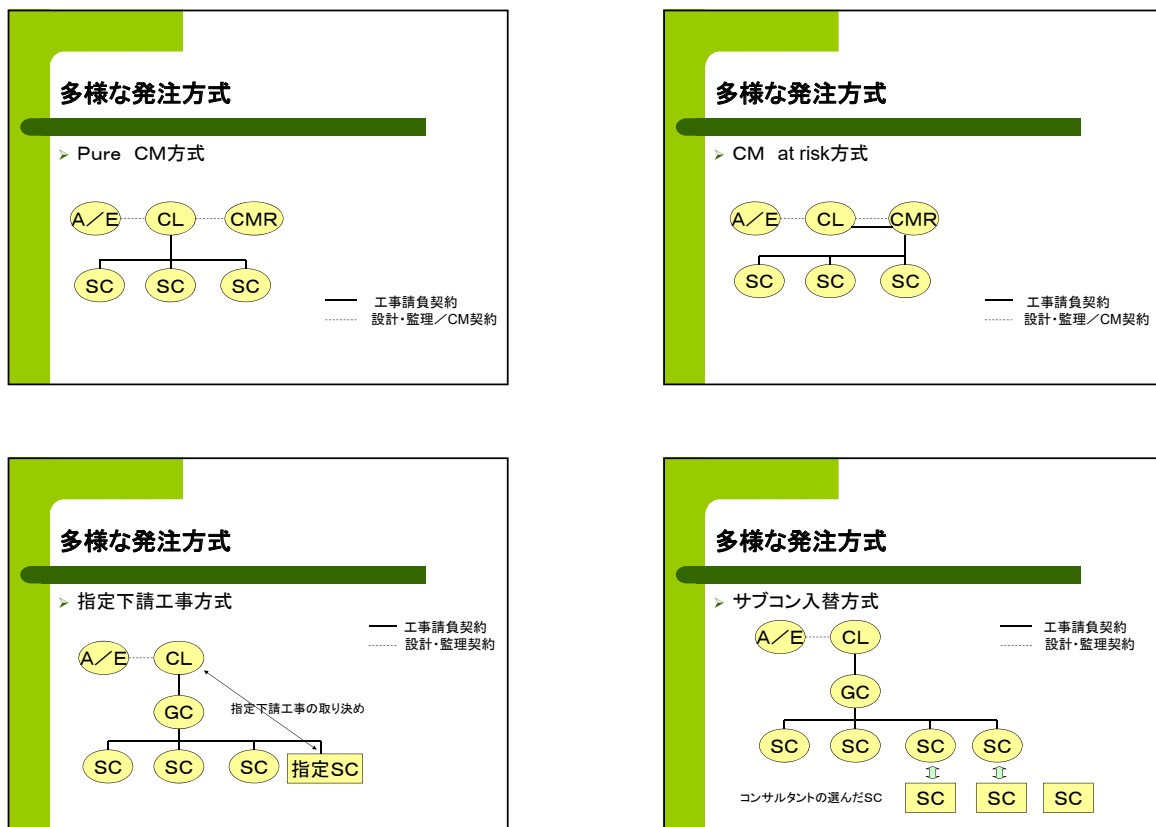 多様な発注方式
➢ Pure CM方式
A/E CL CMR
SC SC SC
工事請負契約
設計・監理/CM契約
多様な発注方式
➢ CM at risk方式
A/E CL CMR
SC SC SC
工事請負契約
設計・監理/CM契約
多様な発注方式
➢ 指定下請工事方式
工事請負契約
設計・監理契約
A/E CL
GC
指定下請工事の取り決め
SC SC SC 指定SC
多様な発注方式
➢ サブコン入替方式
工事請負契約
設計・監理契約
A/E CL
GC
SC SC SC SC
コンサルタントの選んだSC SC SC SC